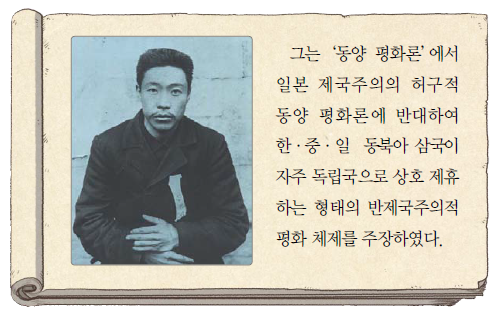 그는 ‘동양 평화론’에서
일본 제국주의의 허구적
동양 평화론에 반대하여
한·중·일 동북아 삼국이
자주 독립국으로 상호 제휴
하는 형태의 반제국주의적
평화 체제를 주장하였다.